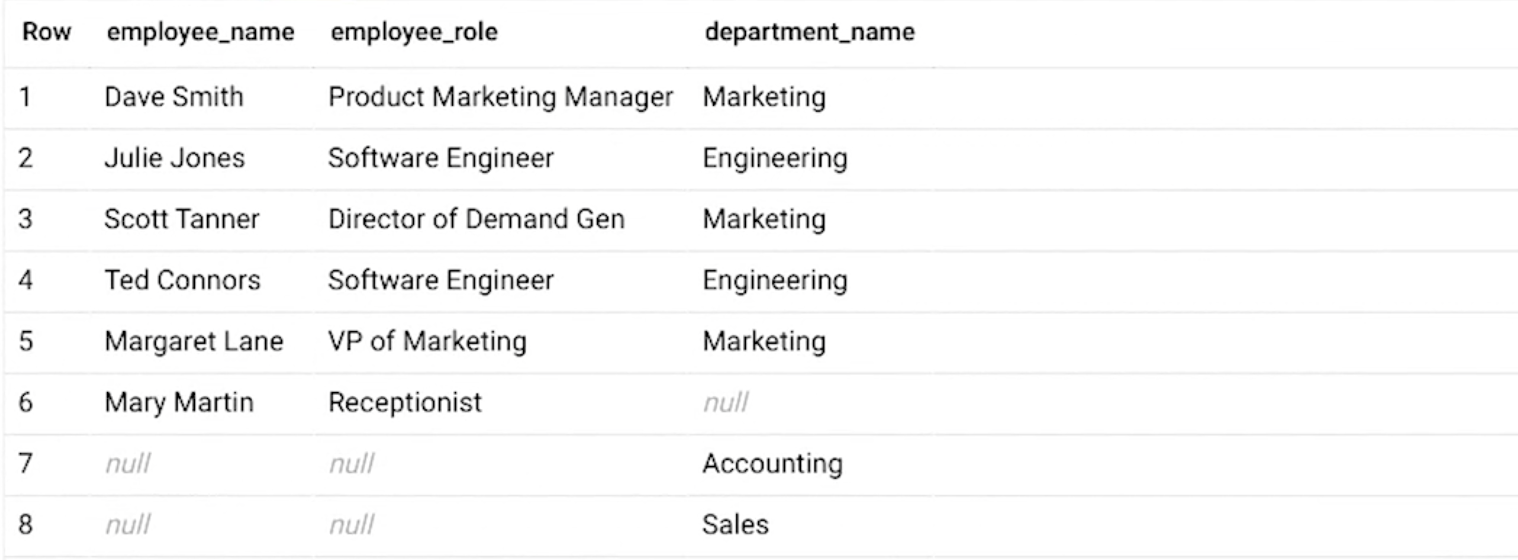 Row employee_name employee_role department_name
1 Dave Smith Product Marketing Manager Marketing
2 Julie Jones Software Engineer Engineering
3 Scott Tanner Director of Demand Gen Marketing
4 Ted Connors Software Engineer Engineering
5 Margaret Lane VP of Marketing Marketing
6 Mary Martin Receptionist null
7 null null Accounting
8 null null Sales